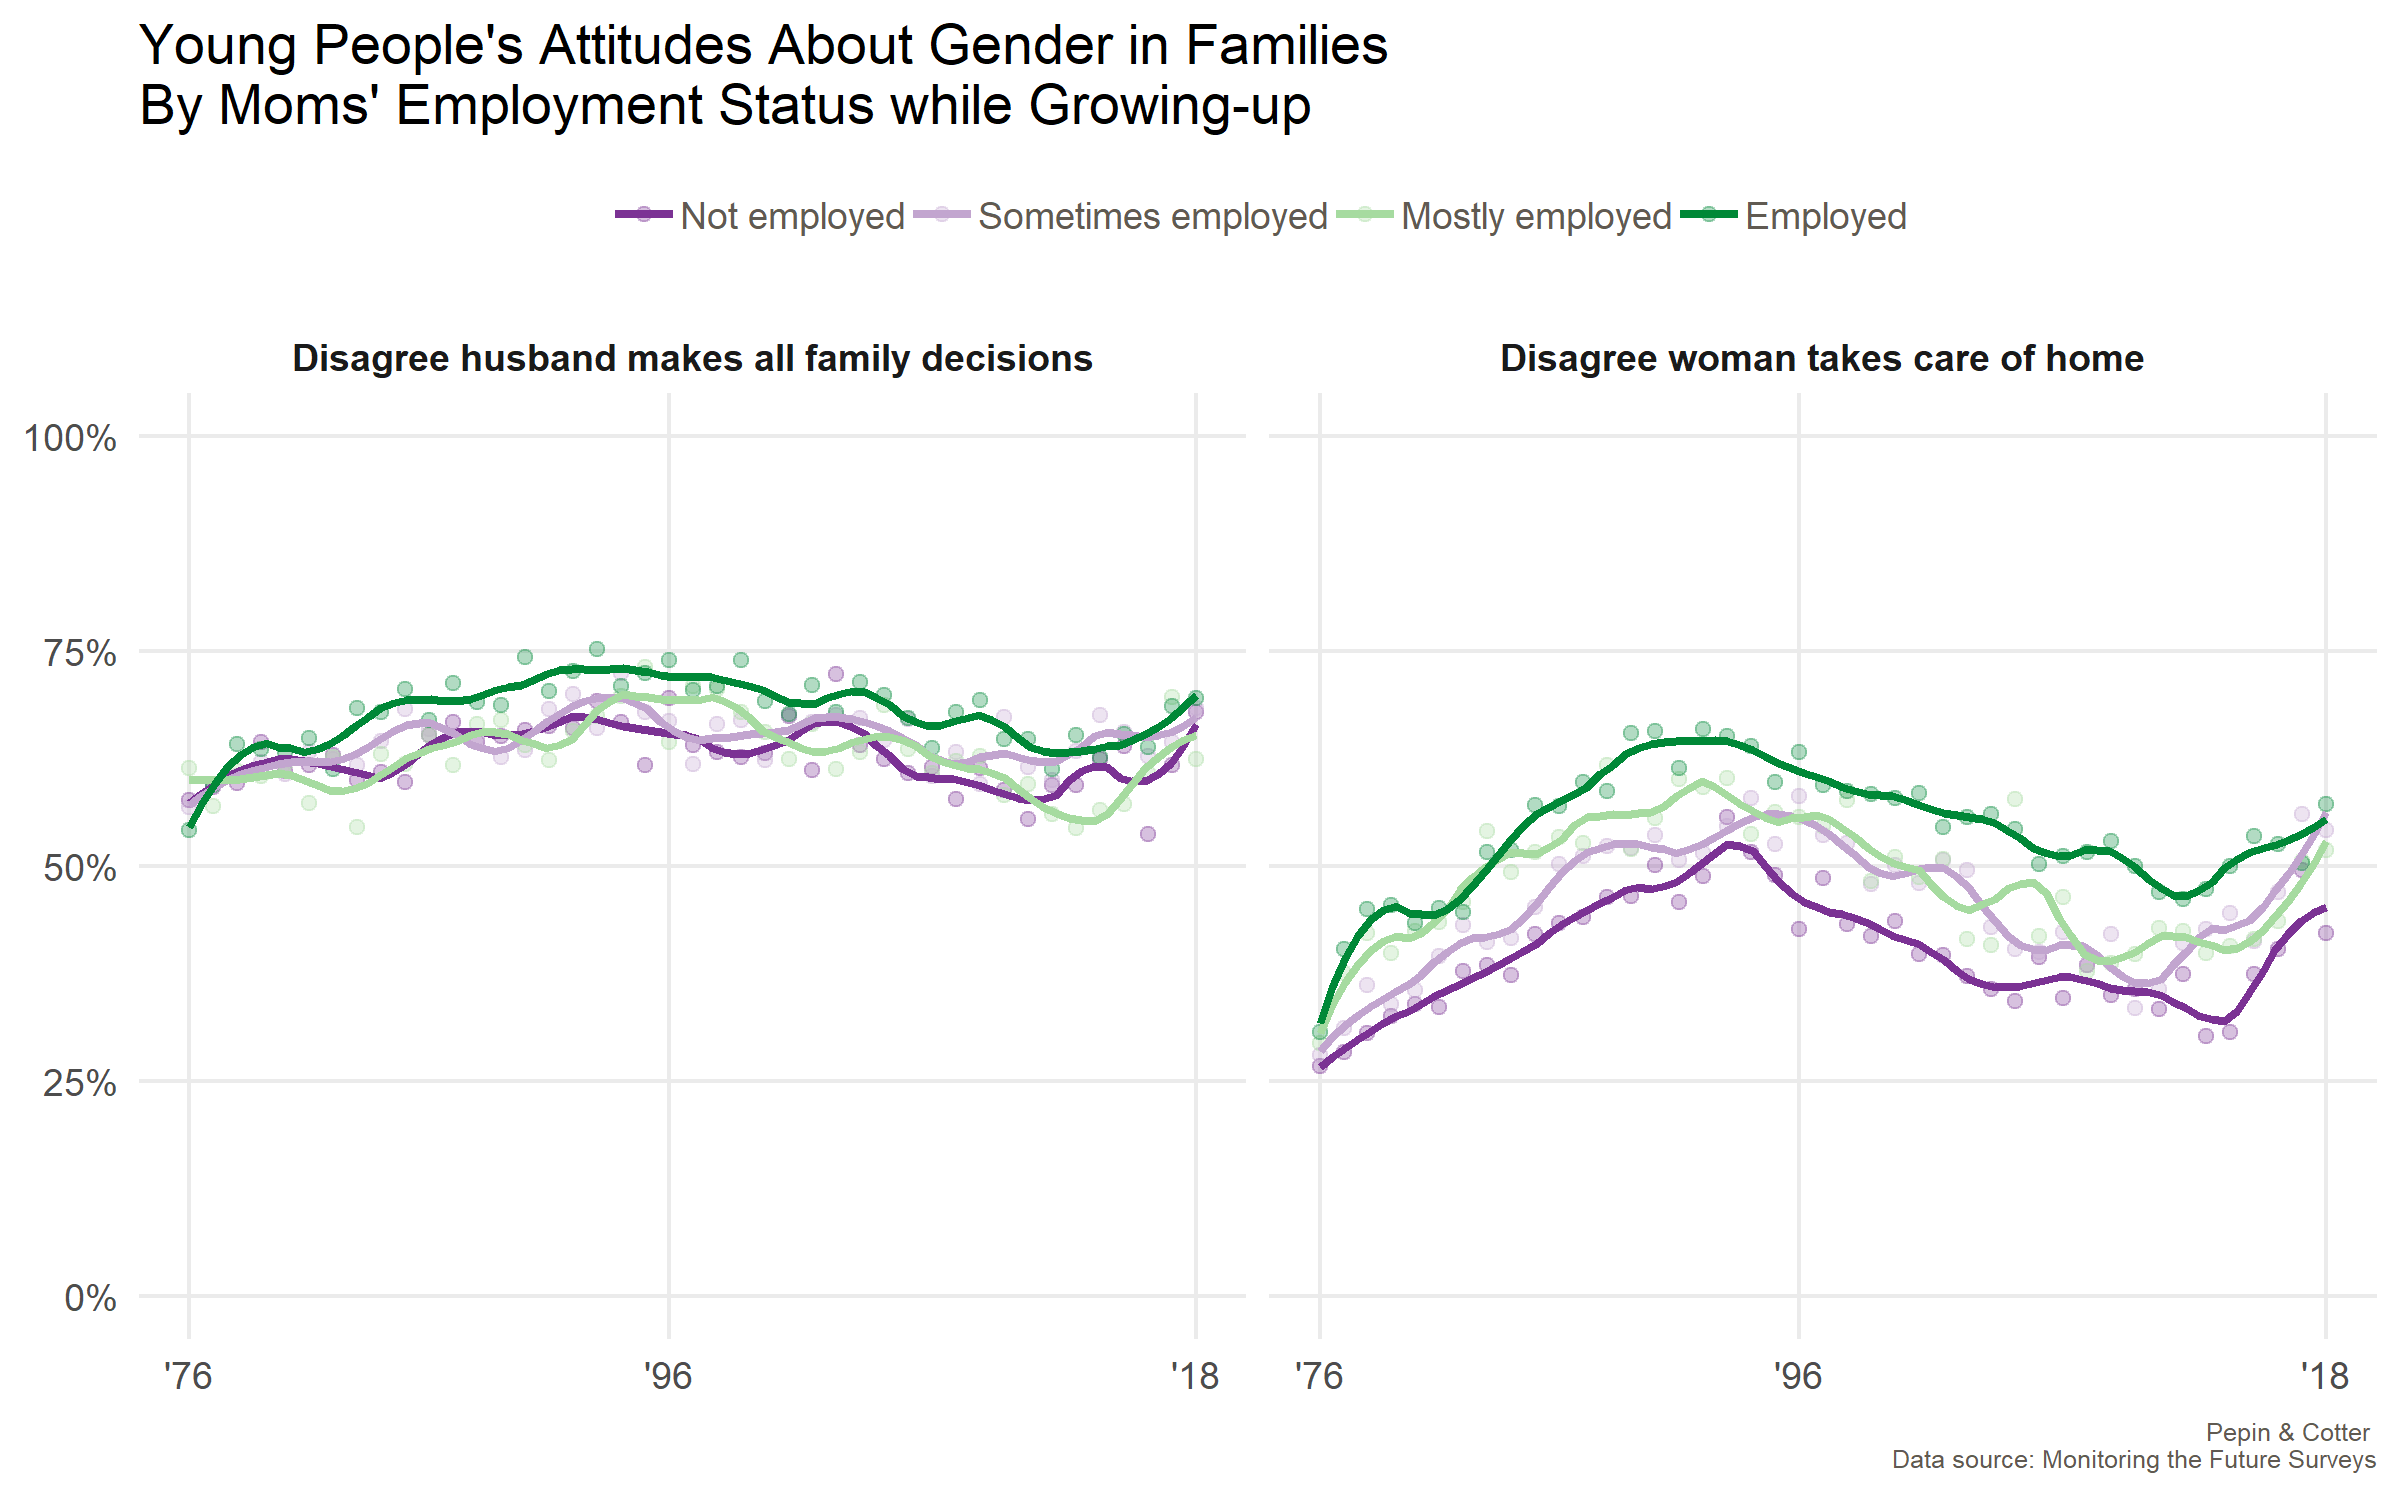 Young People's Attitudes About Gender in Families
By Moms' Employment Status while Growing-up
Not employed Sometimes employed Mostly employed Employed
Disagree husband makes all family decisions
Disagree woman takes care of home
100%
75%
50%
25%
0%
'76 '96 '18
'76 '96 '18
Pepin & Cotter
Data source: Monitoring the Future Surveys